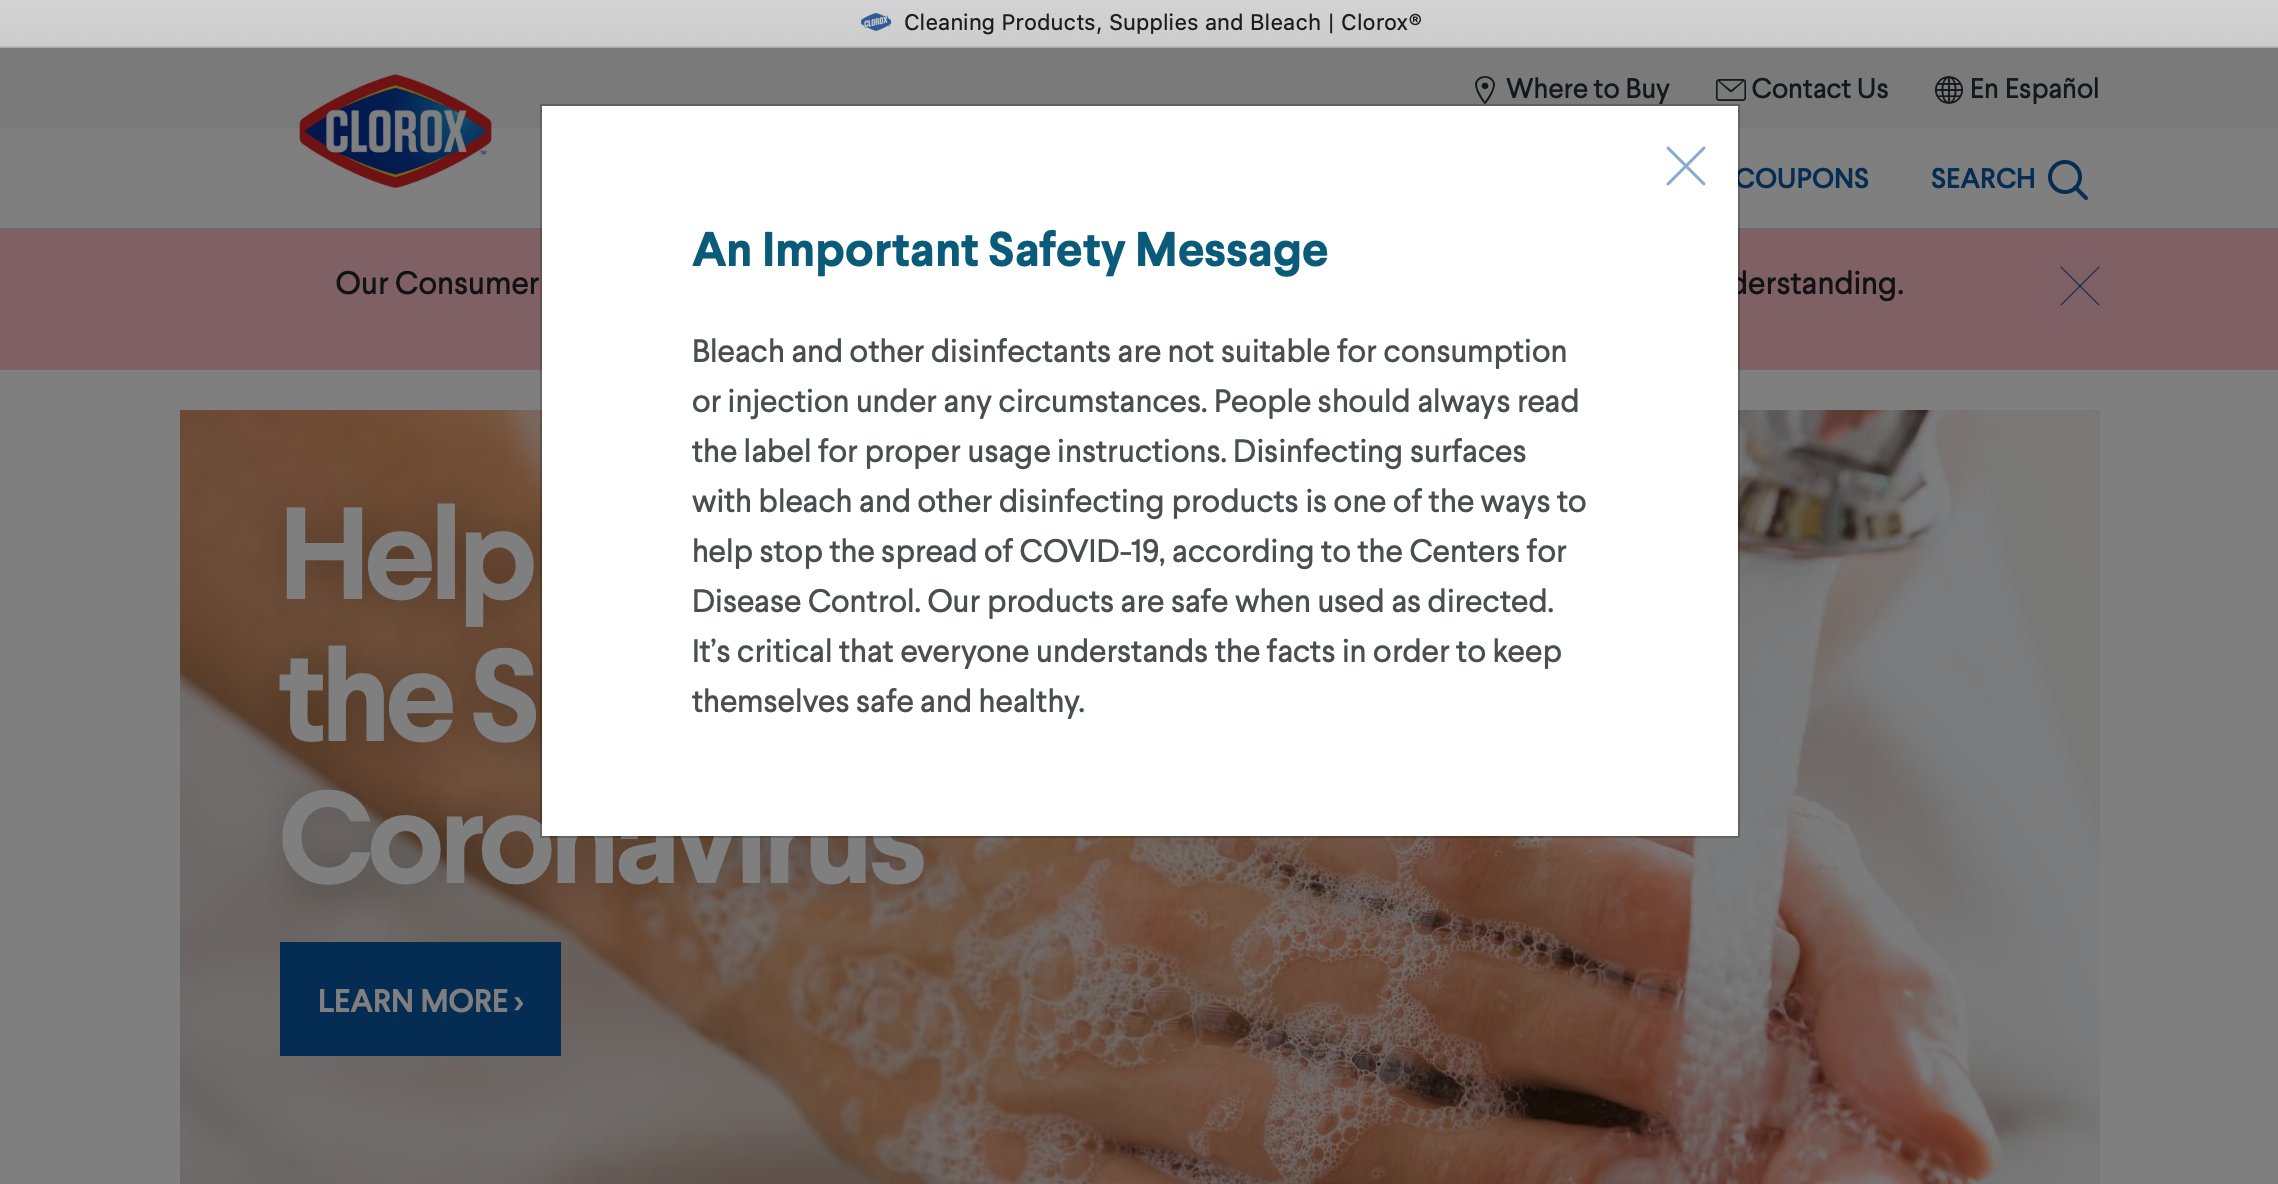 CLOROX
Cleaning Products, Supplies and Bleach | Clorox®
Where to Buy
Contact Us
En Español
CLOROX™
COUPONS
SEARCH
Our Consumer
An Important Safety Message
Bleach and other disinfectants are not suitable for consumption
or injection under any circumstances. People should always read
the label for proper usage instructions. Disinfecting surfaces
with bleach and other disinfecting products is one of the ways to
help stop the spread of COVID-19, according to the Centers for
Disease Control. Our products are safe when used as directed.
It’s critical that everyone understands the facts in order to keep
themselves safe and healthy.
Help
the
Coronavirus
LEARN MORE ›